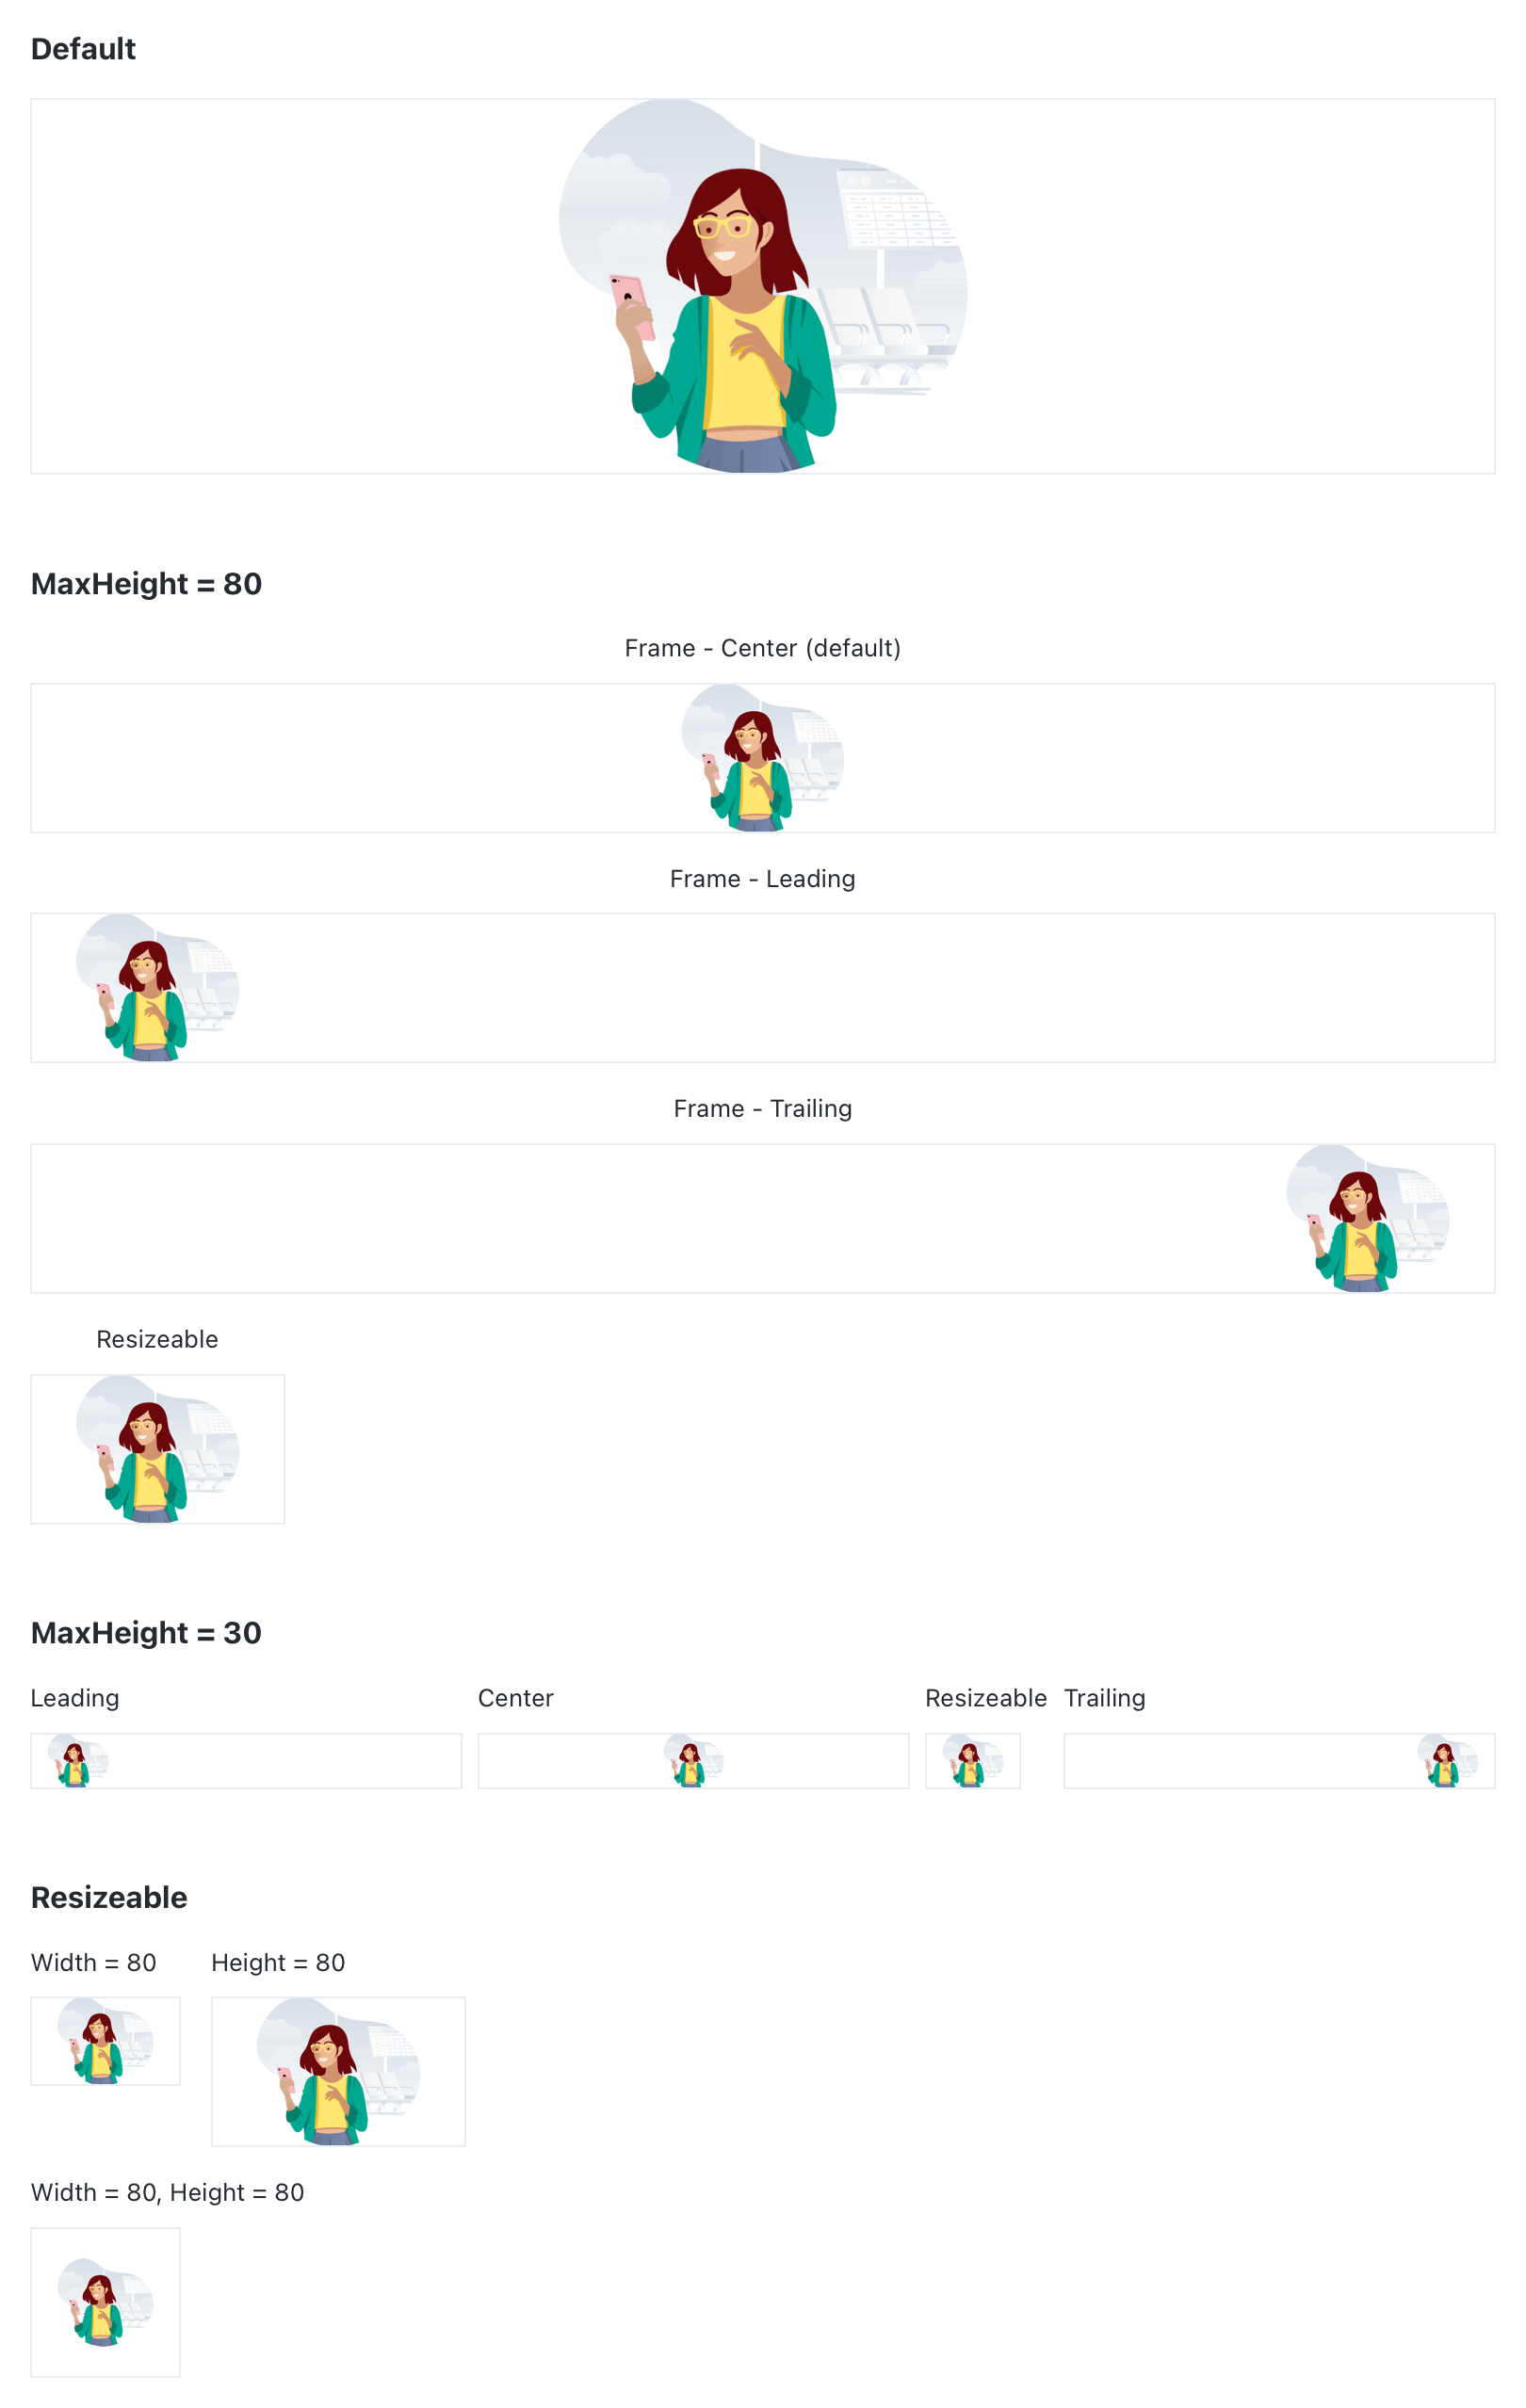 Default
MaxHeight = 80
Frame - Center (default)
Frame - Leading
Frame - Trailing
Resizeable
MaxHeight = 30
Leading Center Resizeable Trailing
Resizeable
Width = 80 Height = 80
Width = 80, Height = 80